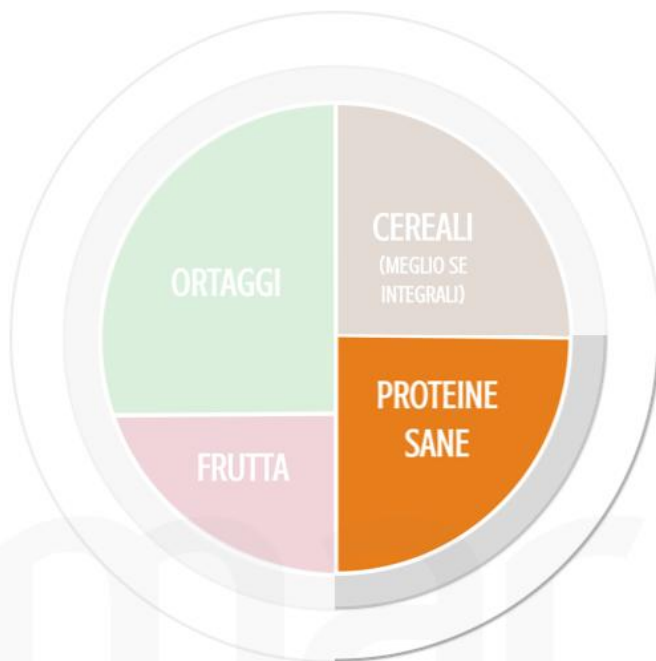 ORTAGGI
CEREALI
(MEGLIO SE
INTEGRALI)
FRUTTA
PROTEINE
SANE